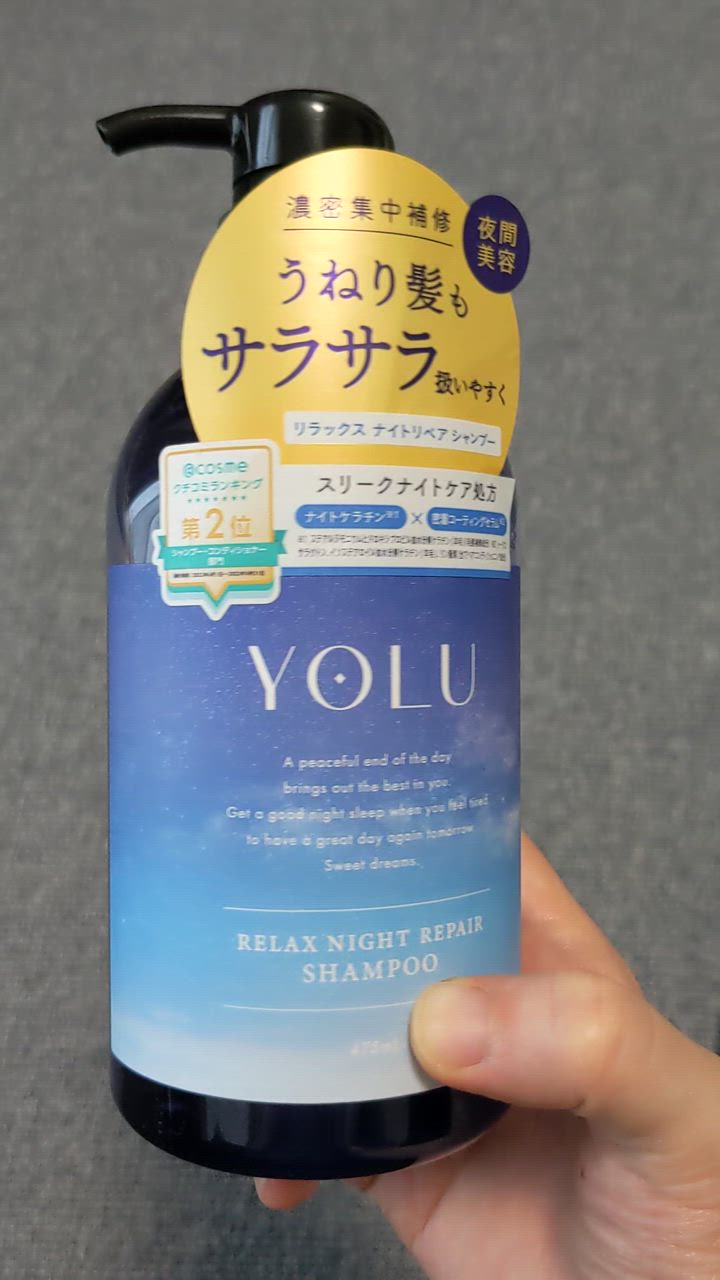 濃密集中補修
夜間
美容
うねり髪も
サラサラ扱いやすく
リラックス ナイトリペア シャンプー
@cosme
クチコミランキング
第2位
シャンプー・コンディショナー
部門
スリークナイトケア処方
ナイトケラチン※1 × 密着コーティングセラム※2
YOLU
A peaceful end of the day
brings out the best in you.
Get a good night sleep when you feel tired
to have a great day again tomorrow.
Sweet dreams.
RELAX NIGHT REPAIR
SHAMPOO
475mL